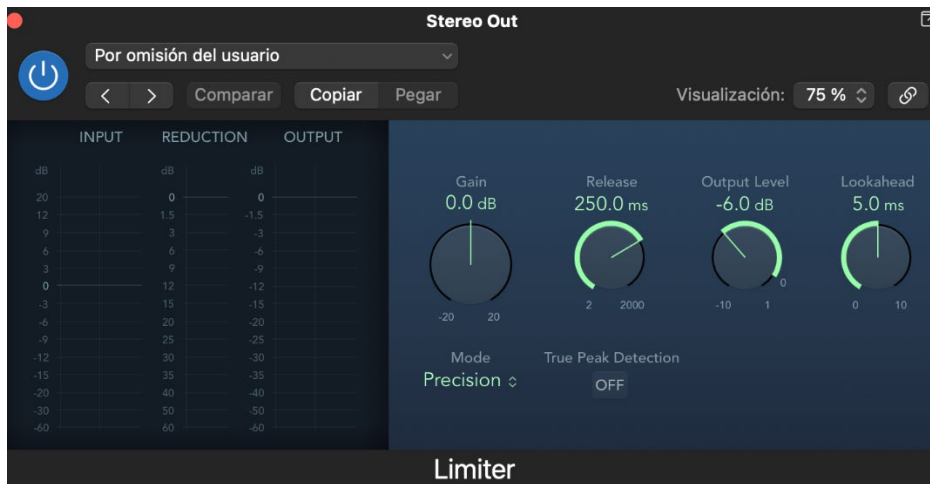 Stereo Out
Por omisión del usuario
Comparar Copiar Pegar Visualización: 75 %
INPUT REDUCTION OUTPUT
dB dB dB
20 0 0
12 1.5 -1.5
9 3 -3
6 6 -6
3 9 -9
0 12 -12
-3 15 -15
-6 20 -20
-9 25 -25
-12 30 -30
-15 35 -35
-20 40 -40
-30 50 -50
-60 60 -60
Gain Release Output Level Lookahead
0.0 dB 250.0 ms -6.0 dB 5.0 ms
0
-20 20 2 2000 -10 1 0 10
Mode True Peak Detection
Precision OFF
Limiter